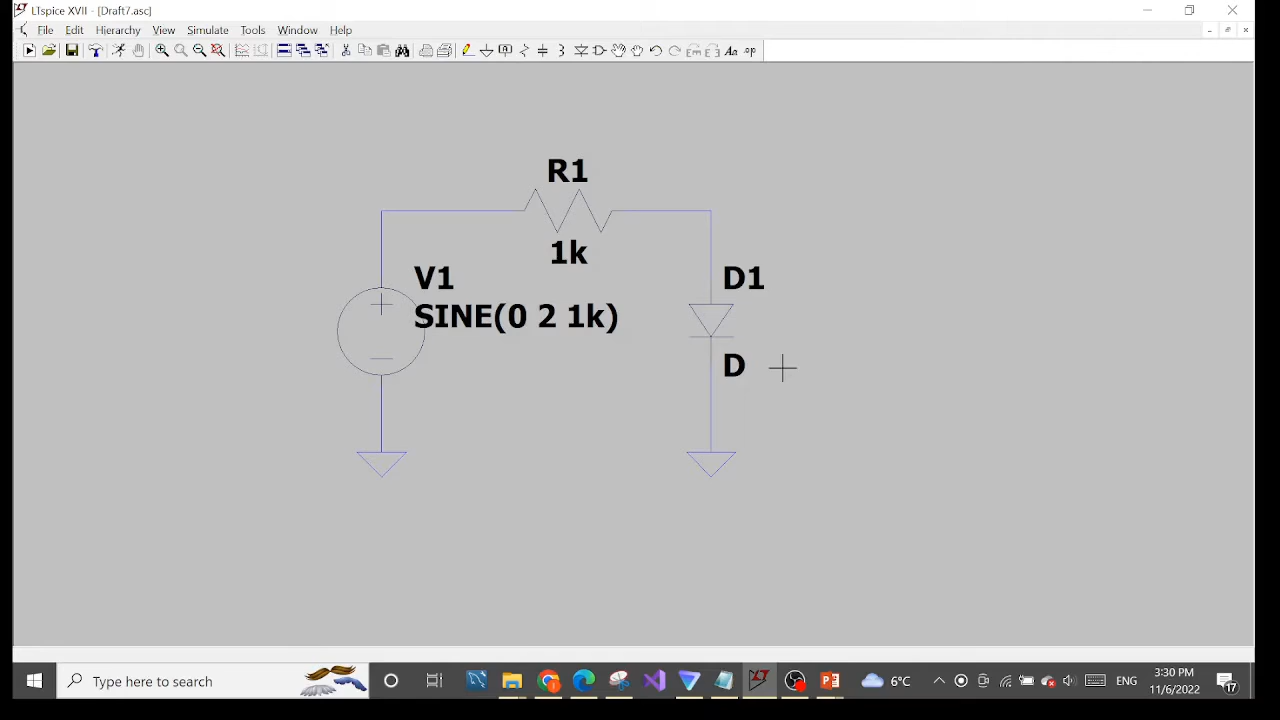 LTspice XVII - [Draft7.asc]
File Edit Hierarchy View Simulate Tools Window Help
R1
1k
V1
SINE(0 2 1k)
D1
D
Type here to search
6°C
ENG
3:30 PM
11/6/2022
17